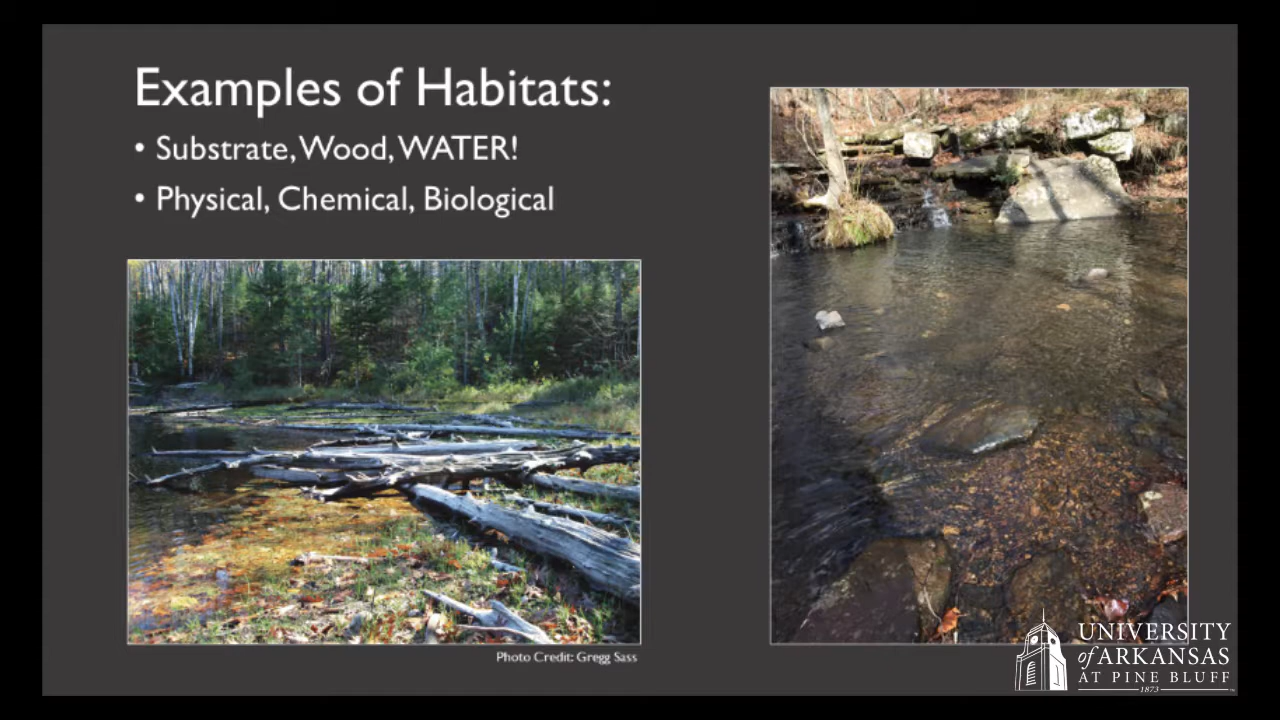 Examples of Habitats:
• Substrate, Wood, WATER!
• Physical, Chemical, Biological
Photo Credit: Gregg Sass
UNIVERSITY
of ARKANSAS
AT PINE BLUFF
1873